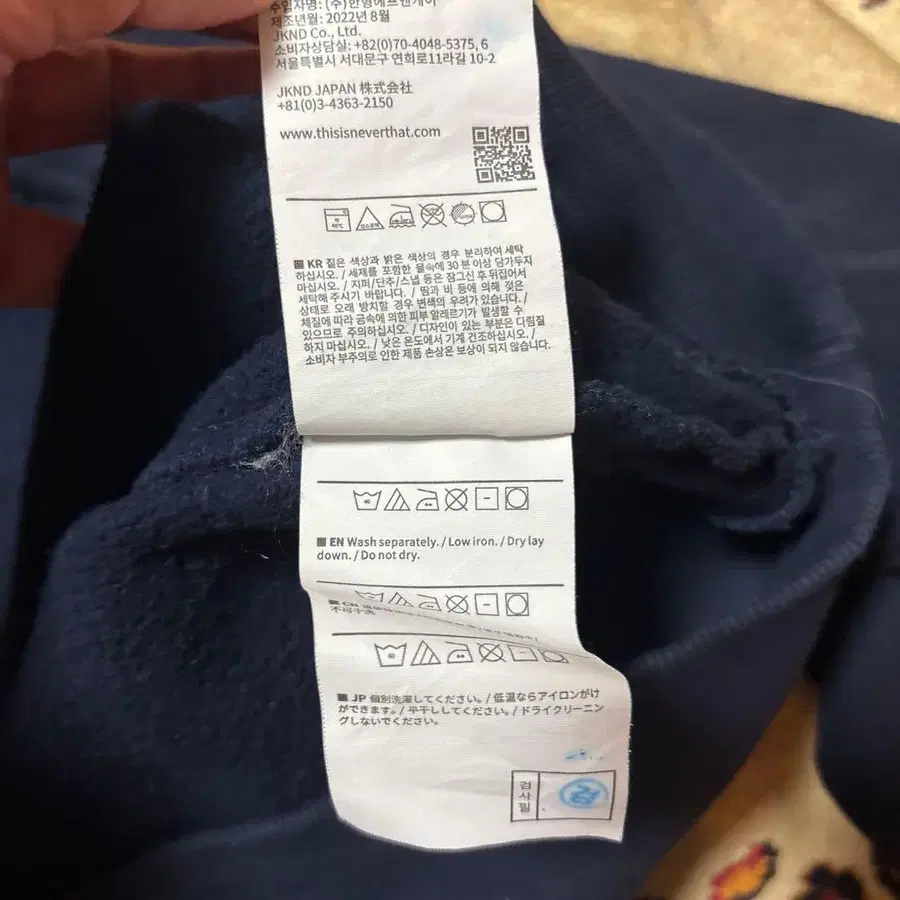 수입자명: (주)한영에프앤케이
제조년월: 2022년 8월
JKND Co., Ltd.
소비자상담실: +82(0)70-4048-5375, 6
서울특별시 서대문구 연희로11라길 10-2
JKND JAPAN 株式会社
+81(0)3-4363-2150
www.thisisneverthat.com
KR 짙은 색상과 밝은 색상의 경우 분리하여 세탁
하십시오. / 세제를 포함한 물속에 30분 이상 담가두지
마십시오. / 지퍼/단추/스냅 등은 잠그신 후 뒤집어서
세탁해 주시기 바랍니다. / 땀과 비 등에 의해 젖은
상태로 오래 방치할 경우 변색의 우려가 있습니다. /
체질에 따라 금속에 의한 피부 알레르기가 발생할 수
있으므로 주의하십시오. / 디자인이 있는 부분은 다림질
하지 마십시오. / 낮은 온도에서 기계 건조하십시오. /
소비자 부주의로 인한 제품 손상은 보상이 되지 않습니다.
EN Wash separately. / Low iron. / Dry lay
down. / Do not dry.
CN
不可干洗
JP 個別洗濯してください。/ 低温ならアイロンがけ
ができます。/ 平干ししてください。/ ドライクリーニン
グしないでください。
검사필
검